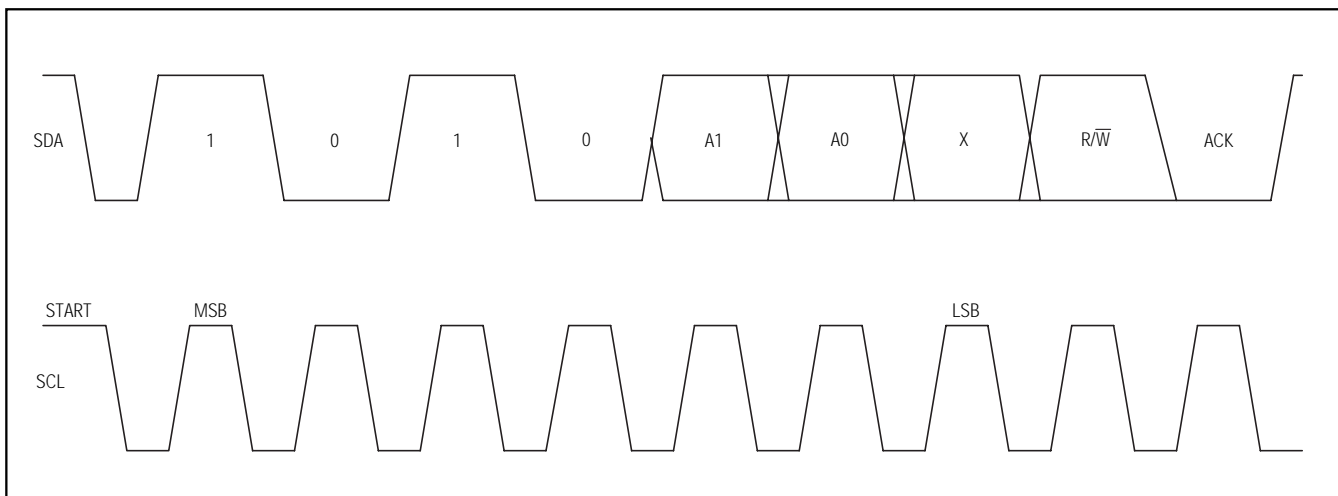 SDA 1 0 1 0 A1 A0 X R/W̅ ACK
START MSB LSB
SCL